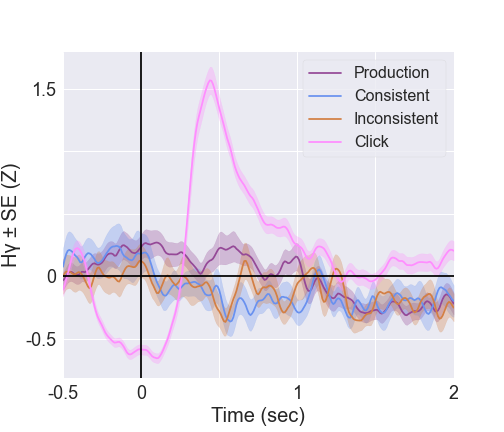 Production
Consistent
Inconsistent
Click
Hγ ± SE (Z)
1.5
0
-0.5
-0.5
0
1
2
Time (sec)